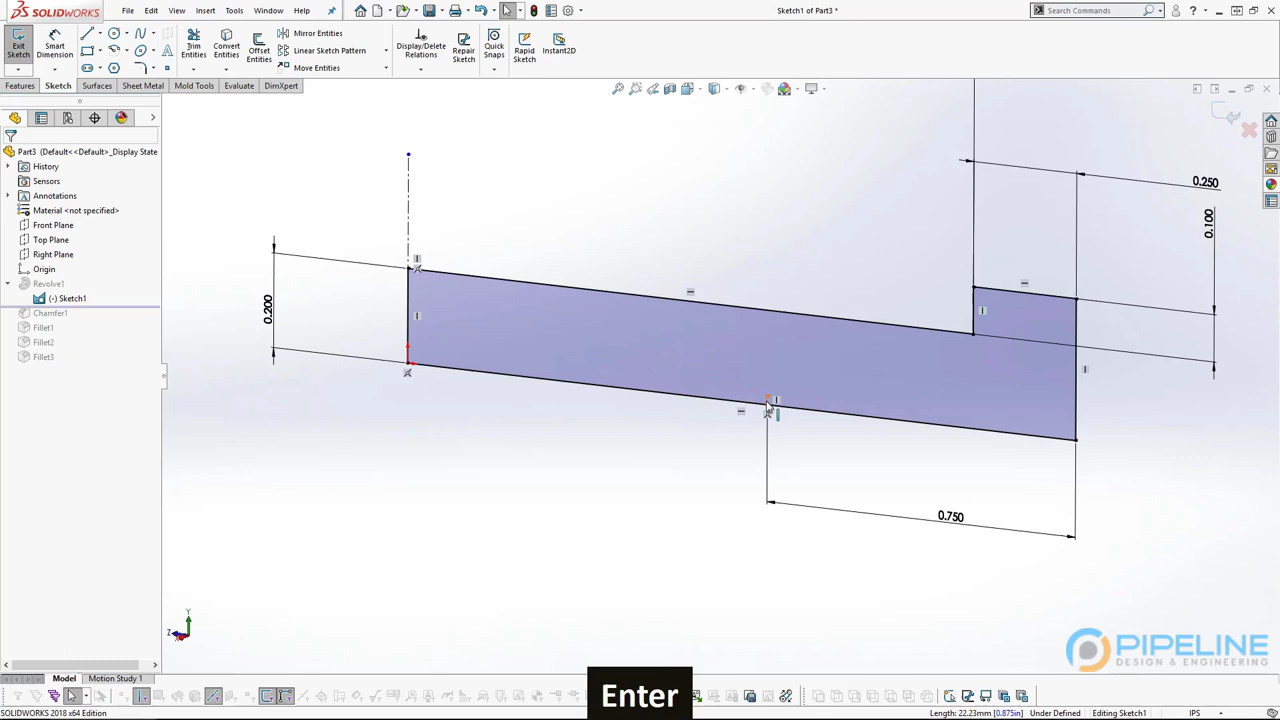 SOLIDWORKS
File Edit View Insert Tools Window Help
Sketch1 of Part3 *
Search Commands
Exit Sketch
Smart Dimension
Trim Entities
Convert Entities
Offset Entities
Mirror Entities
Linear Sketch Pattern
Move Entities
Display/Delete Relations
Repair Sketch
Quick Snaps
Rapid Sketch
Instant2D
Features Sketch Surfaces Sheet Metal Mold Tools Evaluate DimXpert
Part3 (Default<<Default>_Display State
History
Sensors
Annotations
Material <not specified>
Front Plane
Top Plane
Right Plane
Origin
Revolve1
(-) Sketch1
Chamfer1
Fillet1
Fillet2
Fillet3
0.250
0.100
0.200
0.750
Y
Z
X
PIPELINE
DESIGN & ENGINEERING
Enter
Model Motion Study 1
SOLIDWORKS 2018 x64 Edition
Length: 22.23mm [0.875in] Under Defined Editing Sketch1 IPS